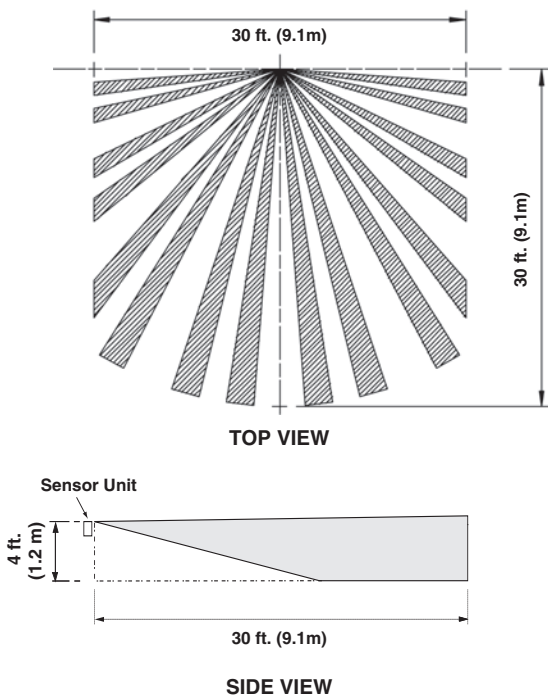 30 ft. (9.1m)
30 ft. (9.1m)
TOP VIEW
Sensor Unit
4 ft.
(1.2 m)
30 ft. (9.1m)
SIDE VIEW